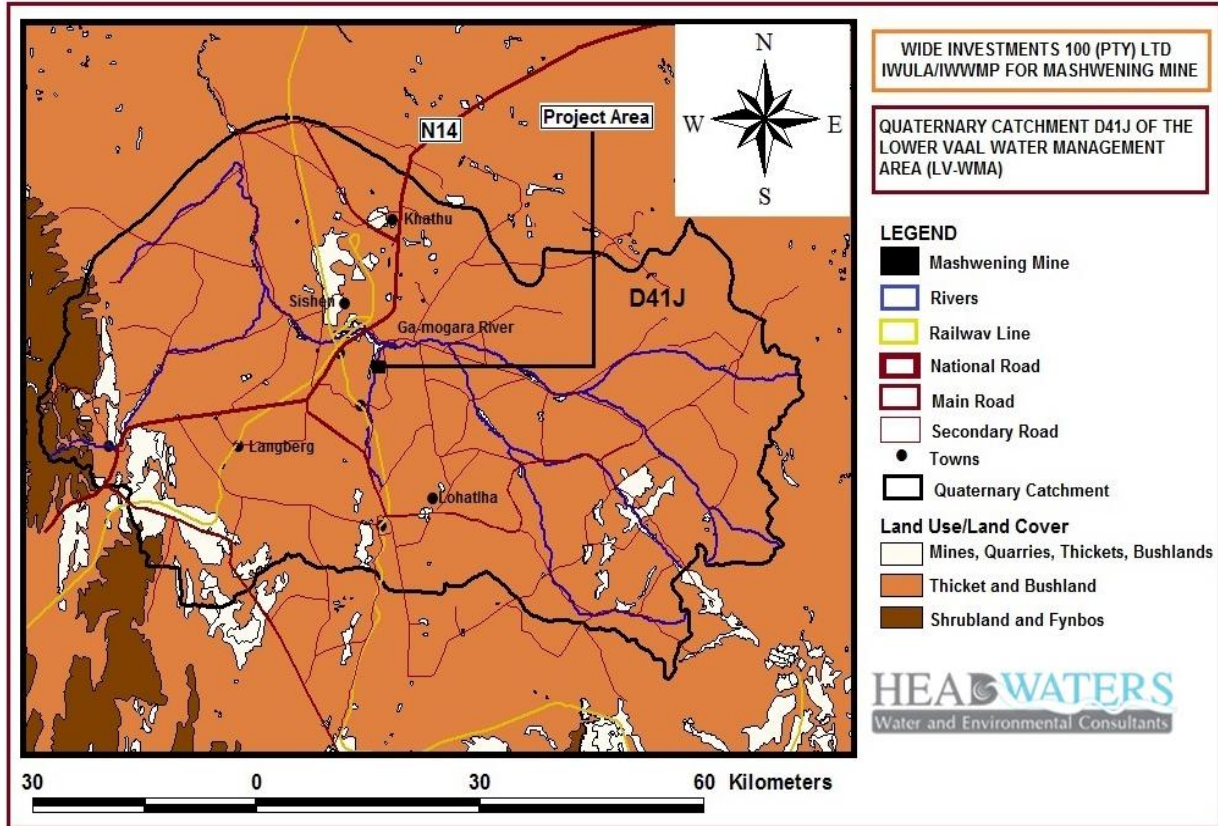 N
W E
S
Project Area
N14
Khathu
Sishen
D41J
Ga-mogara River
Langberg
Lohatlha
30 0 30 60 Kilometers
WIDE INVESTMENTS 100 (PTY) LTD
IWULA/IWWMP FOR MASHWENING MINE
QUATERNARY CATCHMENT D41J OF THE
LOWER VAAL WATER MANAGEMENT
AREA (LV-WMA)
LEGEND
Mashwening Mine
Rivers
Railway Line
National Road
Main Road
Secondary Road
Towns
Quaternary Catchment
Land Use/Land Cover
Mines, Quarries, Thickets, Bushlands
Thicket and Bushland
Shrubland and Fynbos
HEADWATERS
Water and Environmental Consultants